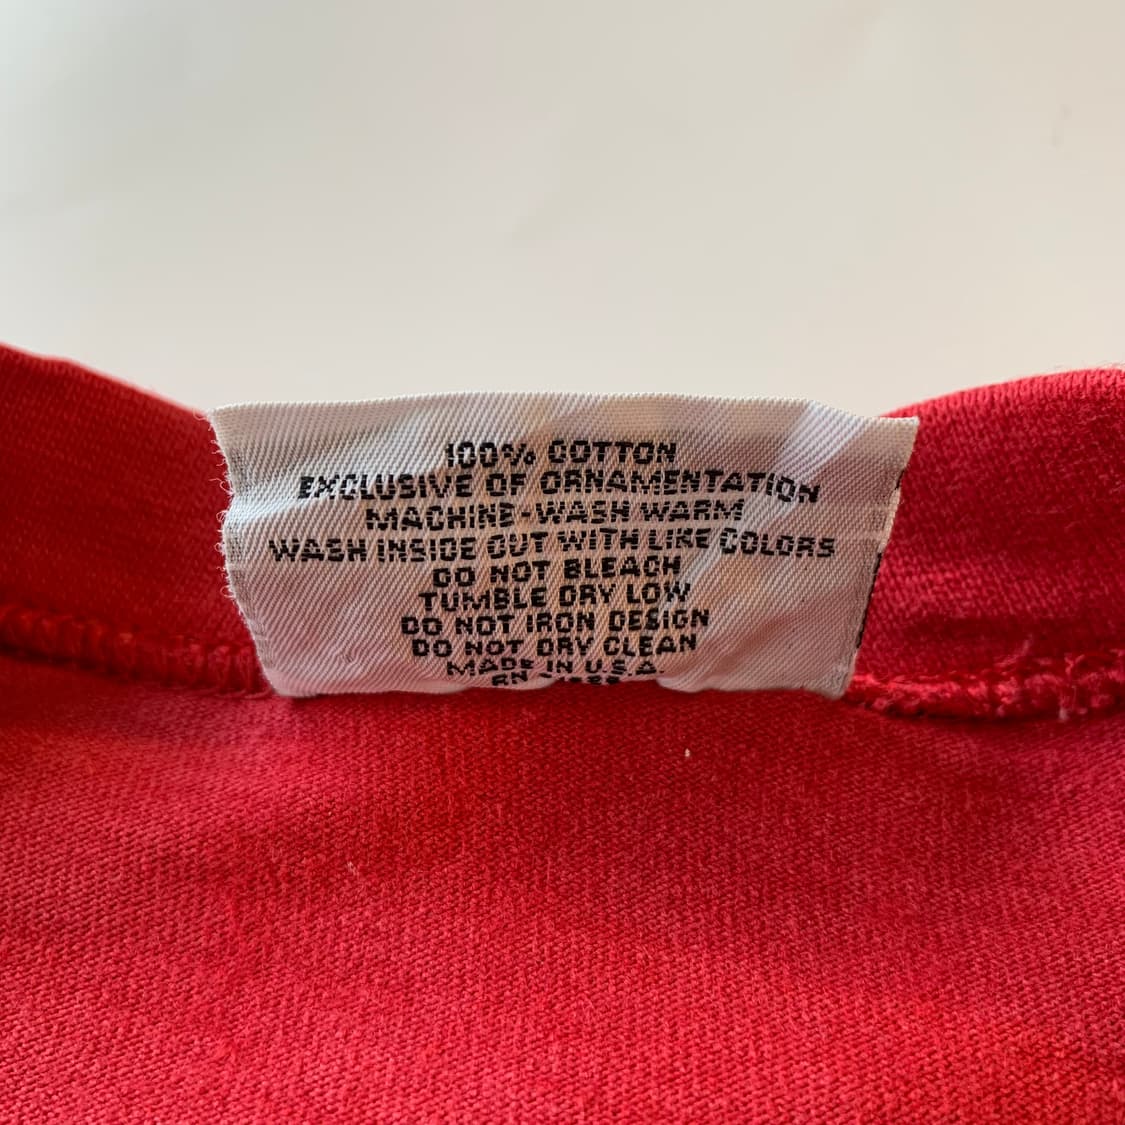 100% COTTON
EXCLUSIVE OF ORNAMENTATION
MACHINE-WASH WARM
WASH INSIDE OUT WITH LIKE COLORS
DO NOT BLEACH
TUMBLE DRY LOW
DO NOT IRON DESIGN
DO NOT DRY CLEAN
MADE IN U.S.A.
RN